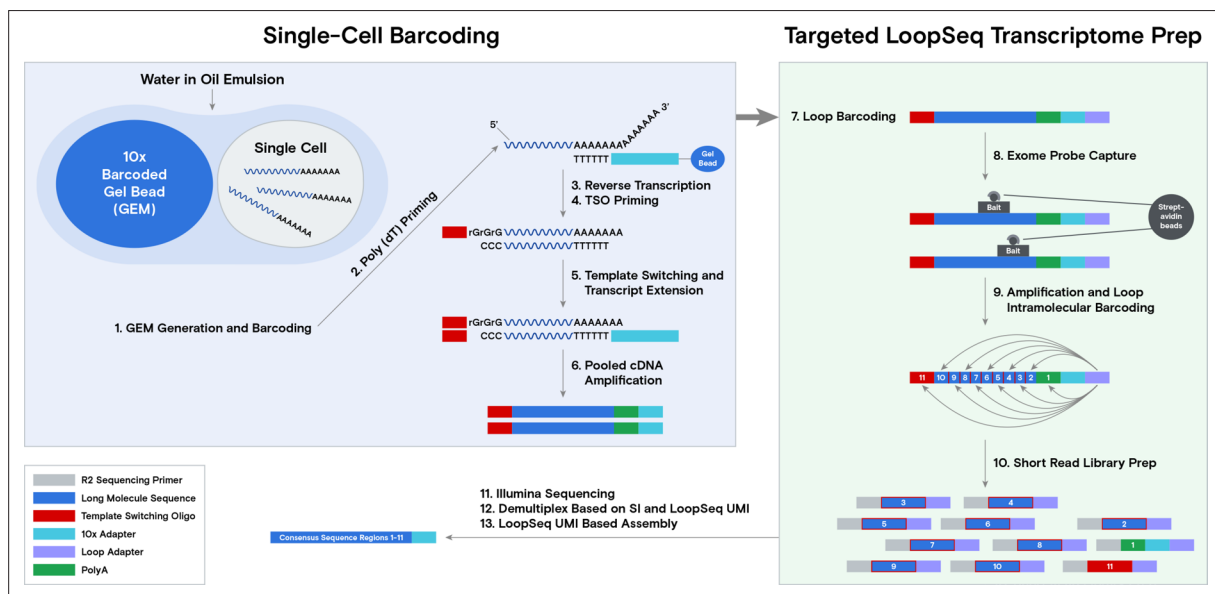 Single-Cell Barcoding
Water in Oil Emulsion
10x
Barcoded
Gel Bead
(GEM)
Single Cell
AAAAAAA
AAAAAAA
AAAAAAA
1. GEM Generation and Barcoding
2. Poly (dT) Priming
5'
AAAAAAAAAAAAAA
3'
TTTTTT
Gel
Bead
3. Reverse Transcription
4. TSO Priming
rGrGrG
AAAAAAA
CCC
TTTTTT
5. Template Switching and
Transcript Extension
rGrGrG
AAAAAAA
CCC
TTTTTT
6. Pooled cDNA
Amplification
Targeted LoopSeq Transcriptome Prep
7. Loop Barcoding
8. Exome Probe Capture
Bait
Bait
Strept-
avidin
beads
9. Amplification and Loop
Intramolecular Barcoding
11 10 9 8 7 6 5 4 3 2 1
10. Short Read Library Prep
3 4
5 6 2
7 8 1
9 10 11
11. Illumina Sequencing
12. Demultiplex Based on SI and LoopSeq UMI
13. LoopSeq UMI Based Assembly
Consensus Sequence Regions 1-11
R2 Sequencing Primer
Long Molecule Sequence
Template Switching Oligo
10x Adapter
Loop Adapter
PolyA